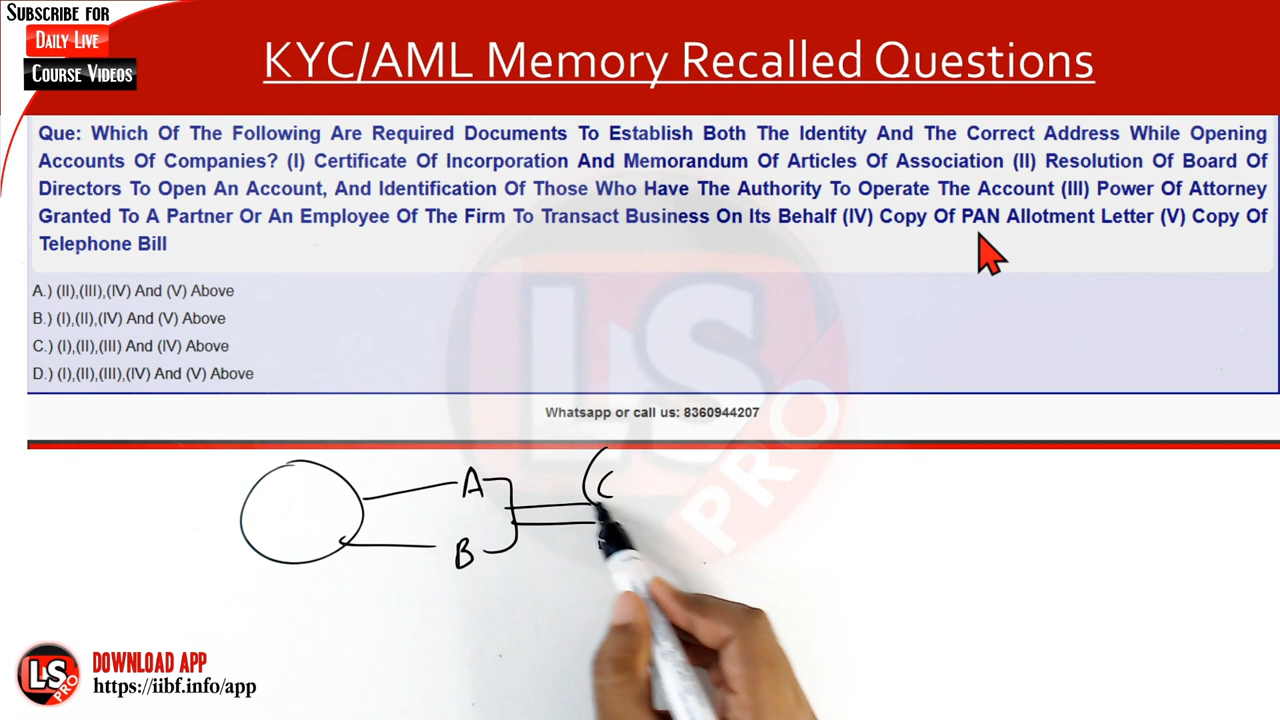 SUBSCRIBE FOR
DAILY LIVE
COURSE VIDEOS
KYC/AML Memory Recalled Questions
Que: Which Of The Following Are Required Documents To Establish Both The Identity And The Correct Address While Opening
Accounts Of Companies? (I) Certificate Of Incorporation And Memorandum Of Articles Of Association (II) Resolution Of Board Of
Directors To Open An Account, And Identification Of Those Who Have The Authority To Operate The Account (III) Power Of Attorney
Granted To A Partner Or An Employee Of The Firm To Transact Business On Its Behalf (IV) Copy Of PAN Allotment Letter (V) Copy Of
Telephone Bill
A.) (II),(III),(IV) And (V) Above
B.) (I),(II),(IV) And (V) Above
C.) (I),(II),(III) And (IV) Above
D.) (I),(II),(III),(IV) And (V) Above
LS
PRO
Whatsapp or call us: 8360944207
A
C
B
LS
PRO
DOWNLOAD APP
https://iibf.info/app